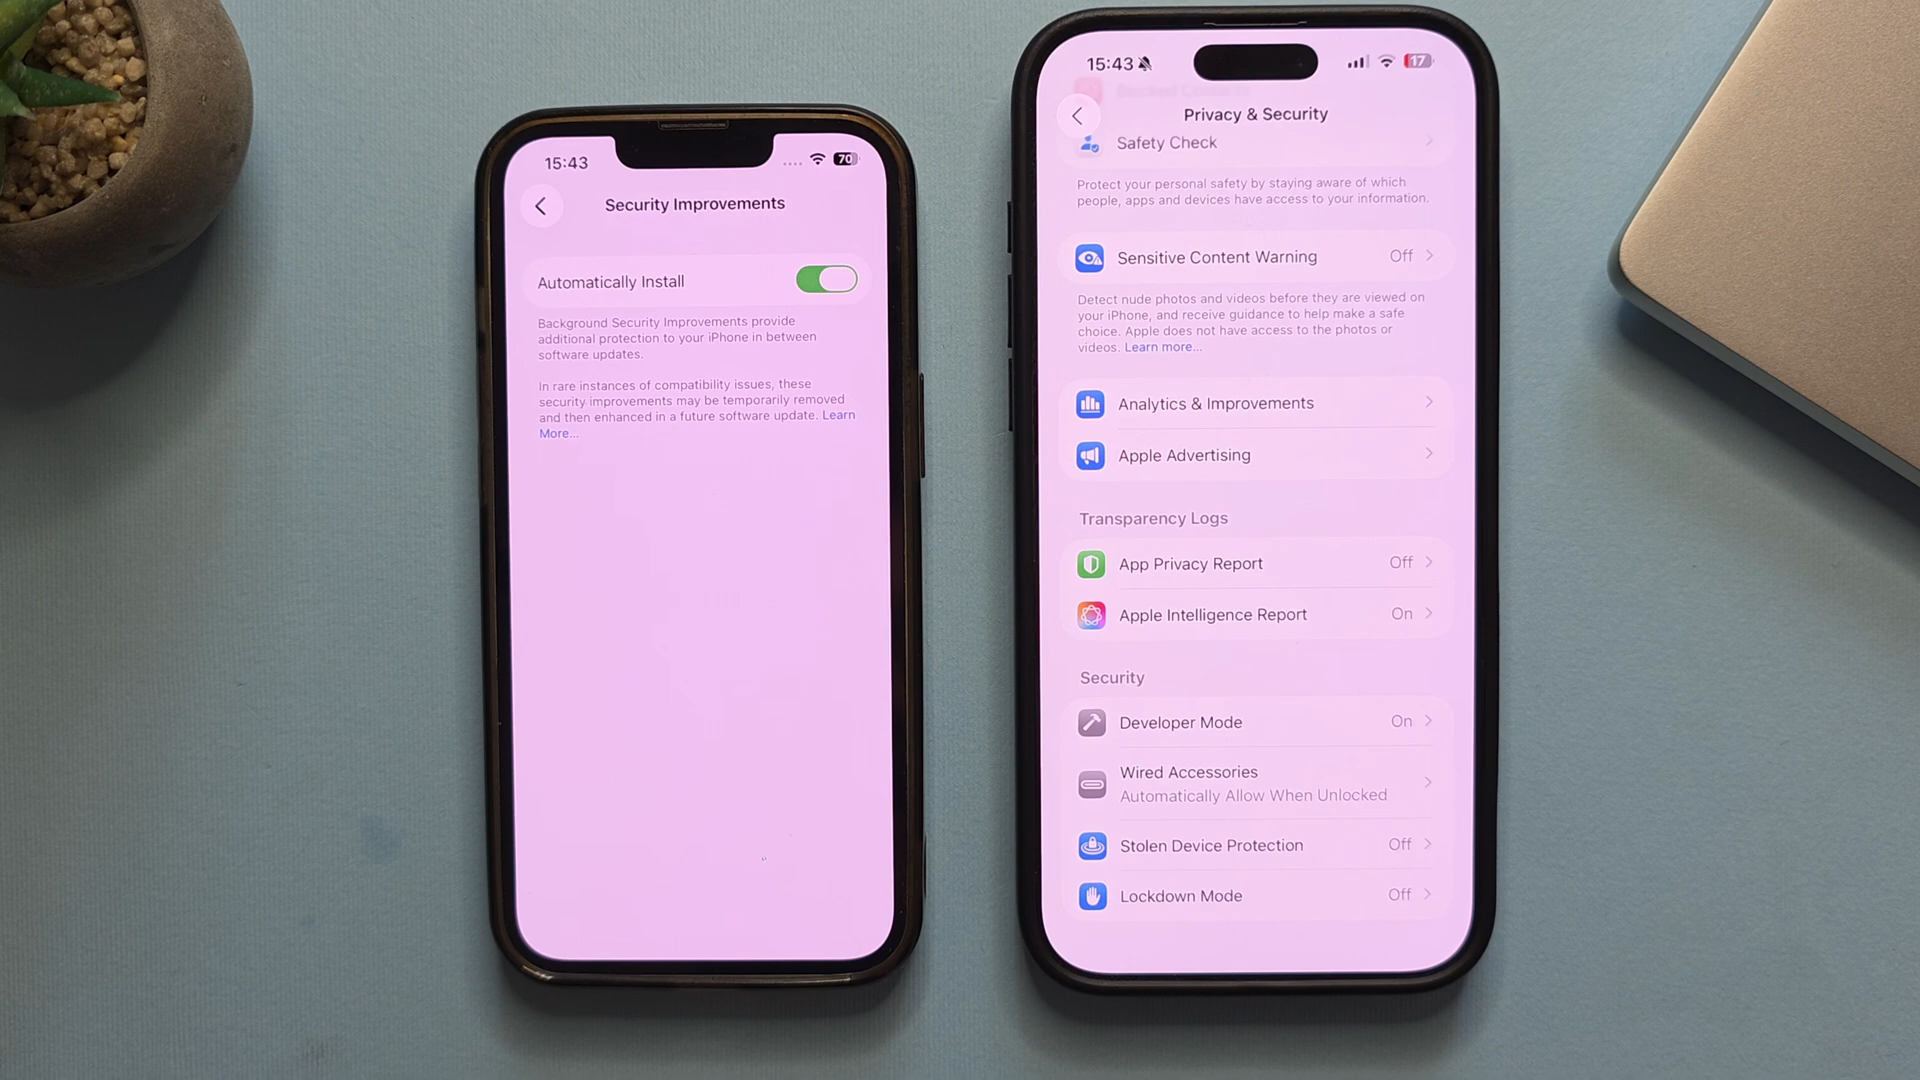 15:43
70
Security Improvements
Automatically Install
Background Security Improvements provide
additional protection to your iPhone in between
software updates.
In rare instances of compatibility issues, these
security improvements may be temporarily removed
and then enhanced in a future software update. Learn
More...
15:43
17
Privacy & Security
Safety Check
Protect your personal safety by staying aware of which
people, apps and devices have access to your information.
Sensitive Content Warning Off
Detect nude photos and videos before they are viewed on
your iPhone, and receive guidance to help make a safe
choice. Apple does not have access to the photos or
videos. Learn more...
Analytics & Improvements
Apple Advertising
Transparency Logs
App Privacy Report Off
Apple Intelligence Report On
Security
Developer Mode On
Wired Accessories
Automatically Allow When Unlocked
Stolen Device Protection Off
Lockdown Mode Off